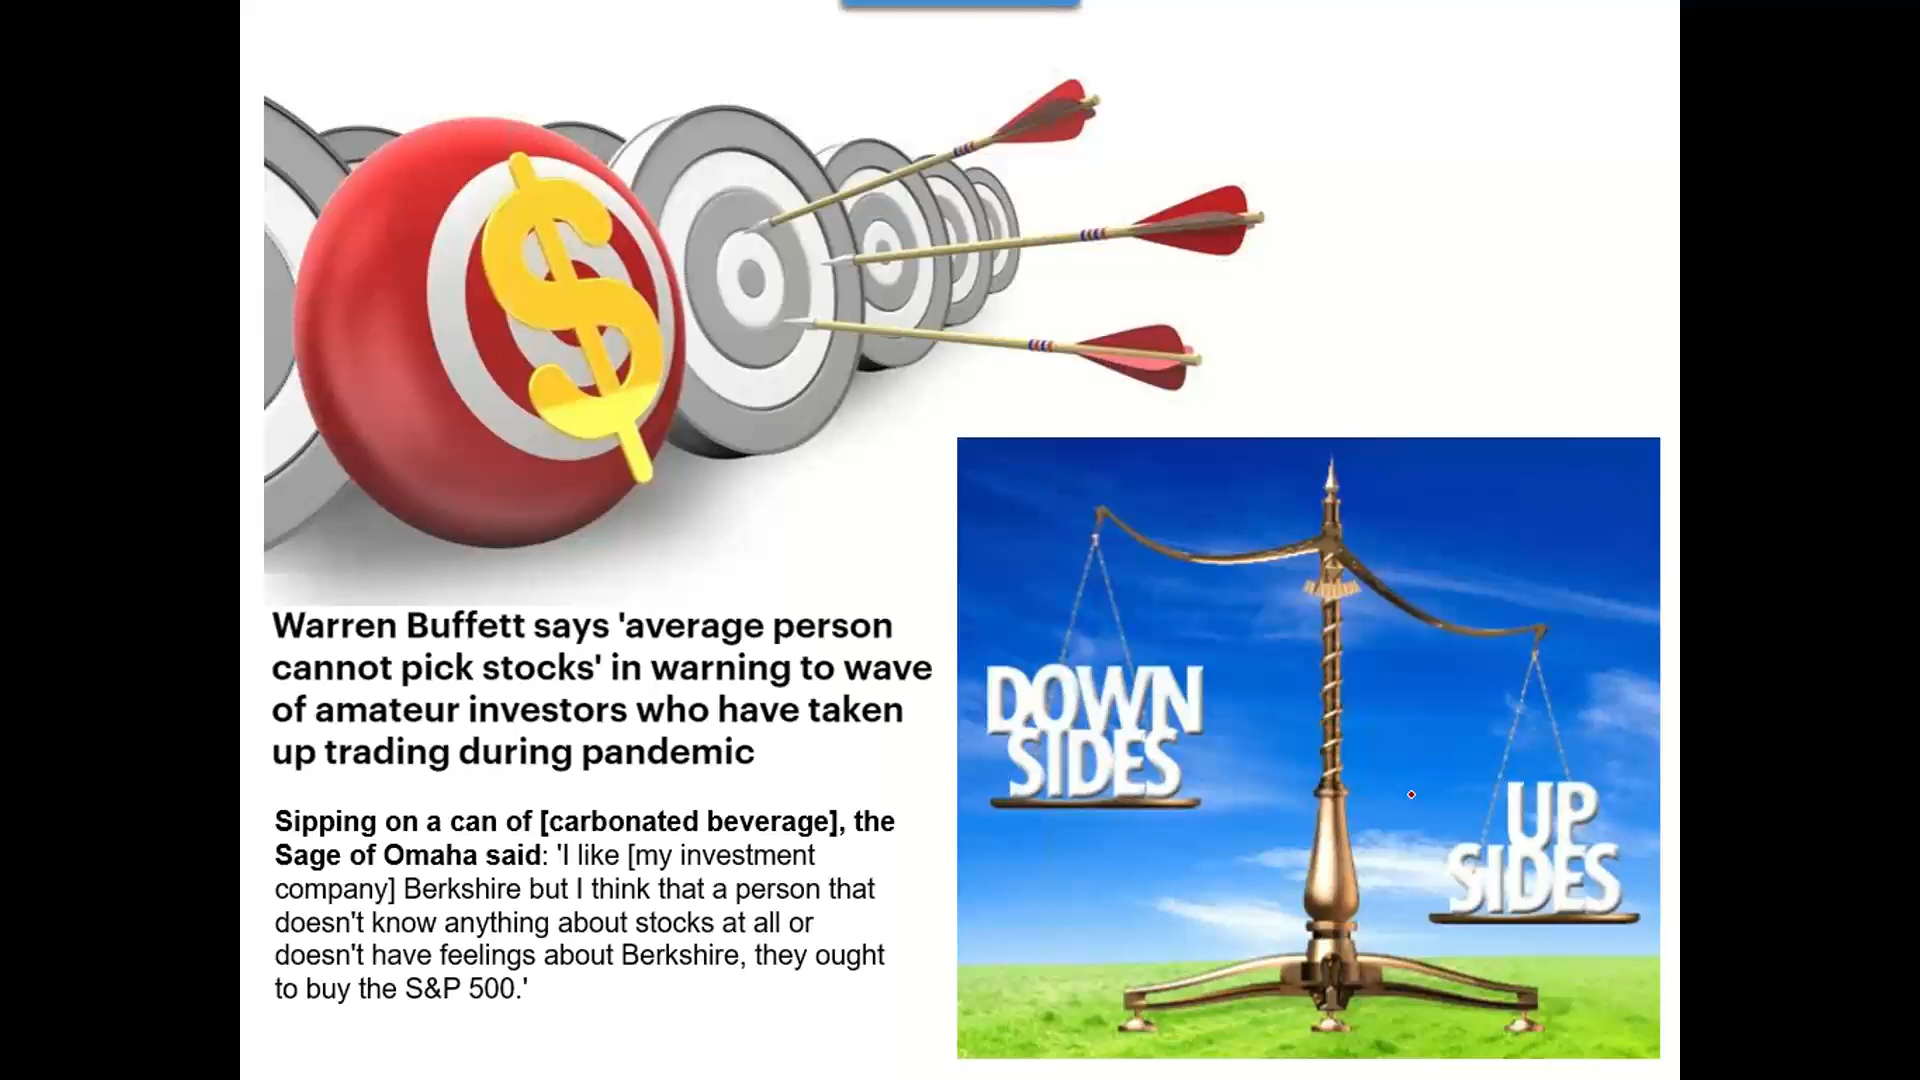 $
Warren Buffett says 'average person
cannot pick stocks' in warning to wave
of amateur investors who have taken
up trading during pandemic
Sipping on a can of [carbonated beverage], the
Sage of Omaha said: 'I like [my investment
company] Berkshire but I think that a person that
doesn't know anything about stocks at all or
doesn't have feelings about Berkshire, they ought
to buy the S&P 500.'
DOWN
SIDES
UP
SIDES